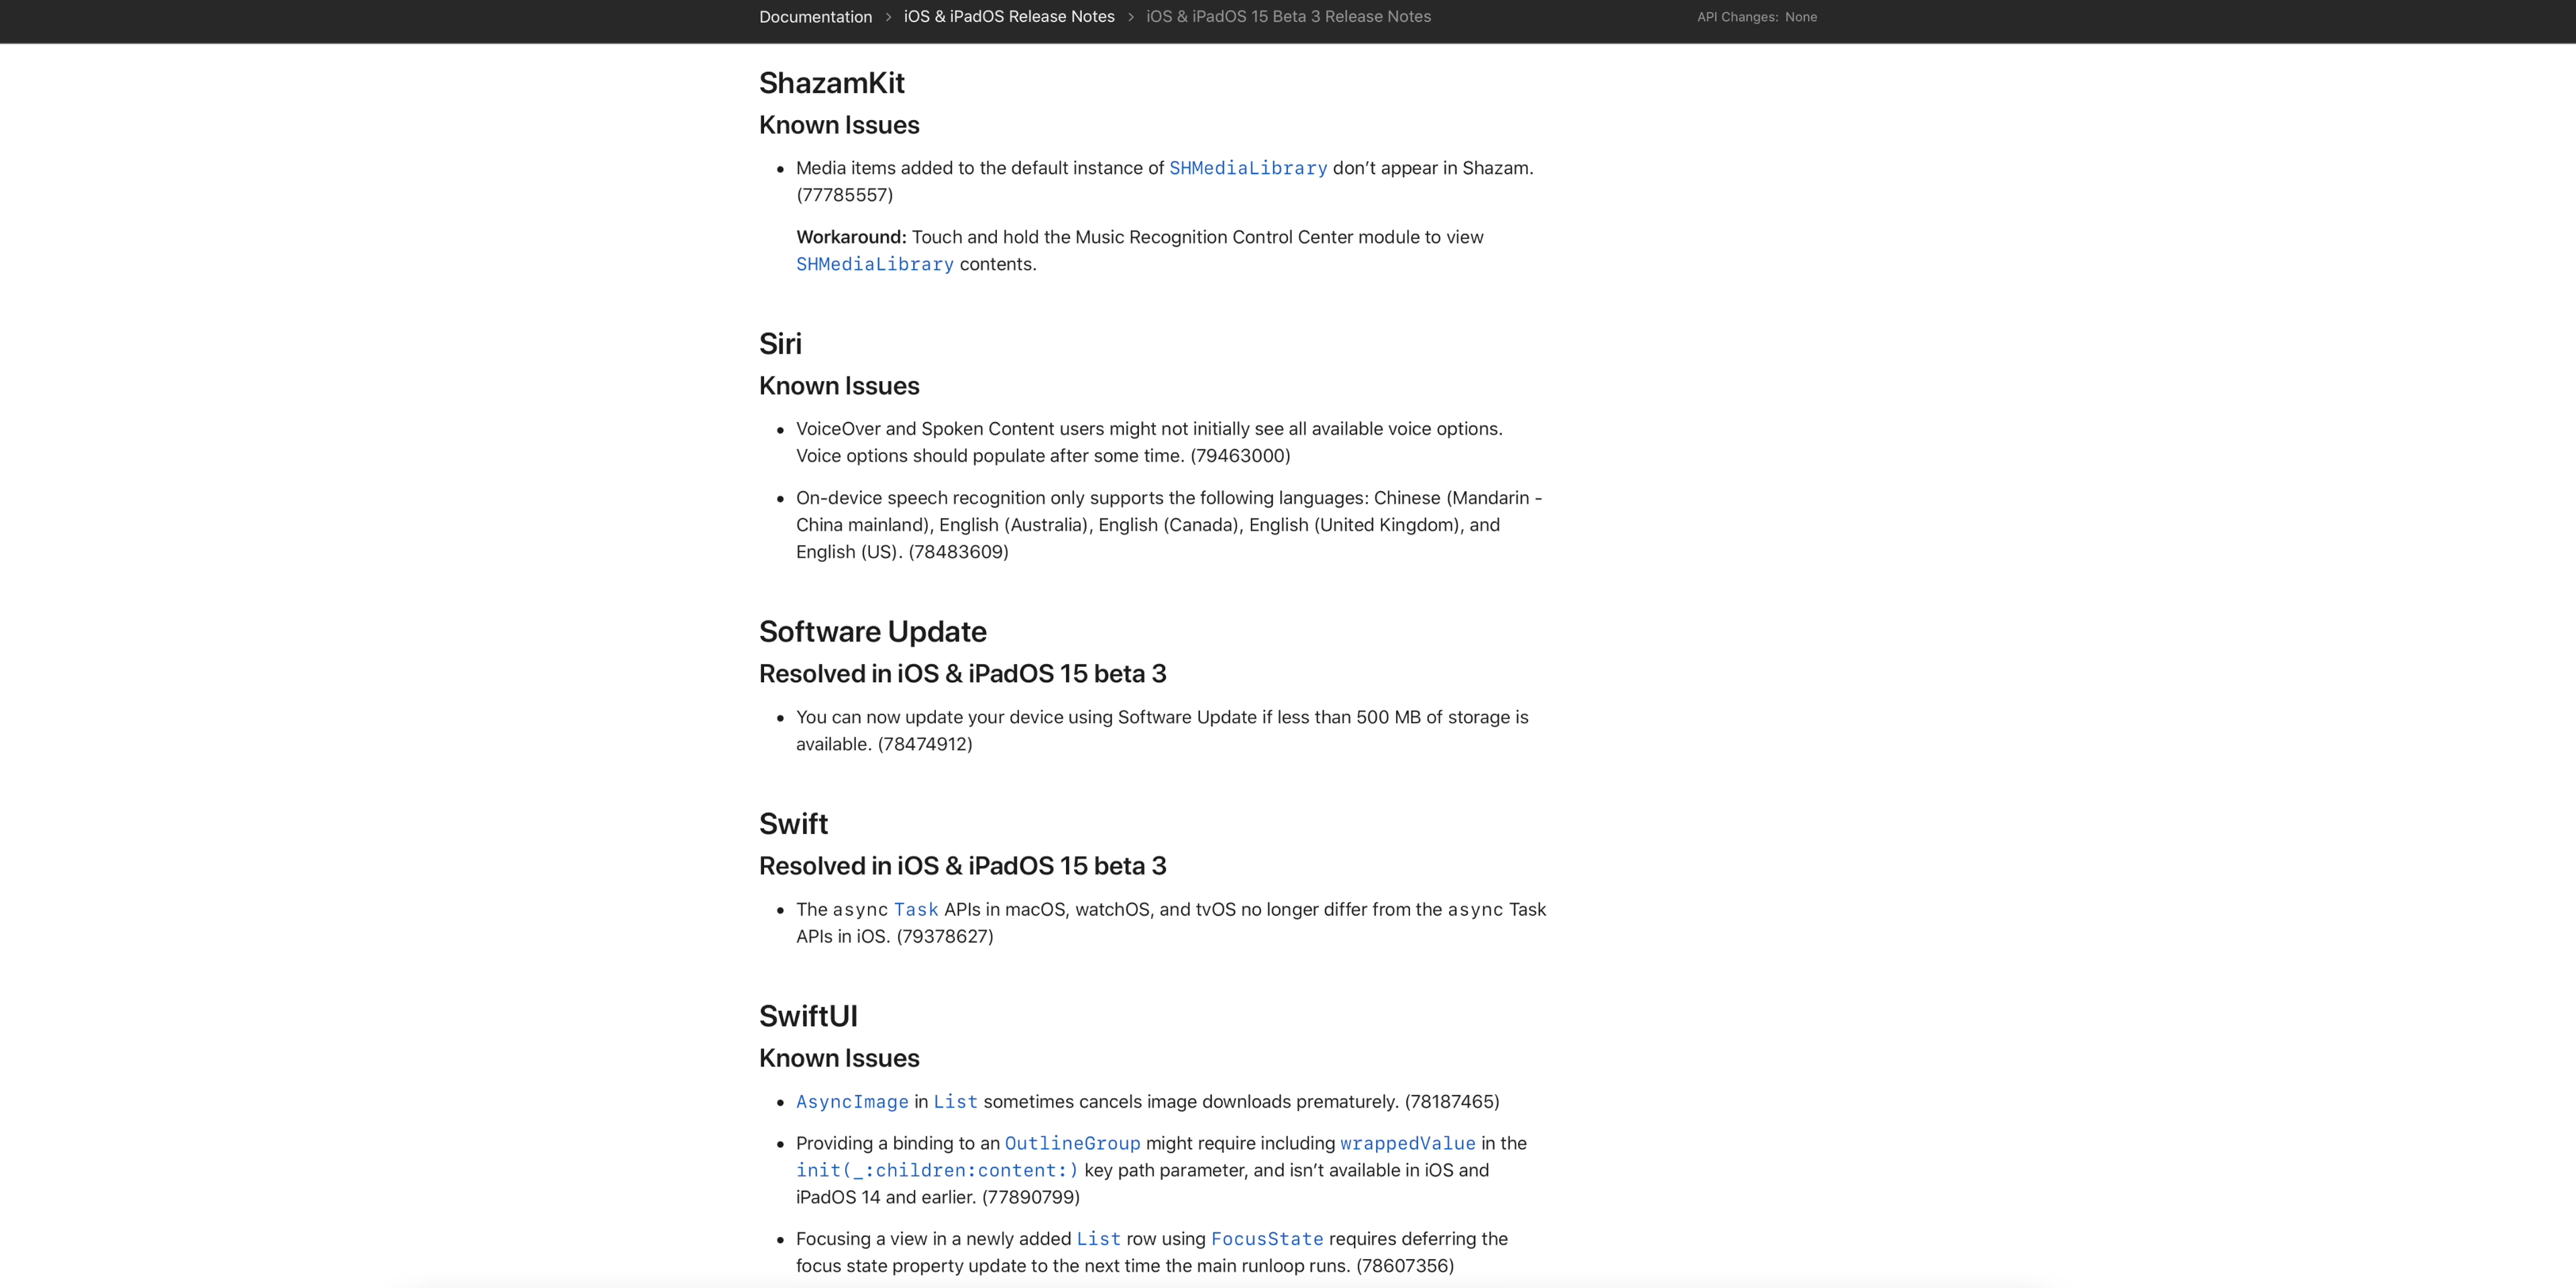 Documentation > iOS & iPadOS Release Notes > iOS & iPadOS 15 Beta 3 Release Notes API Changes: None
ShazamKit
Known Issues
• Media items added to the default instance of SHMediaLibrary don’t appear in Shazam.
(77785557)
Workaround: Touch and hold the Music Recognition Control Center module to view
SHMediaLibrary contents.
Siri
Known Issues
• VoiceOver and Spoken Content users might not initially see all available voice options.
Voice options should populate after some time. (79463000)
• On-device speech recognition only supports the following languages: Chinese (Mandarin -
China mainland), English (Australia), English (Canada), English (United Kingdom), and
English (US). (78483609)
Software Update
Resolved in iOS & iPadOS 15 beta 3
• You can now update your device using Software Update if less than 500 MB of storage is
available. (78474912)
Swift
Resolved in iOS & iPadOS 15 beta 3
• The async Task APIs in macOS, watchOS, and tvOS no longer differ from the async Task
APIs in iOS. (79378627)
SwiftUI
Known Issues
• AsyncImage in List sometimes cancels image downloads prematurely. (78187465)
• Providing a binding to an OutlineGroup might require including wrappedValue in the
init(_:children:content:) key path parameter, and isn’t available in iOS and
iPadOS 14 and earlier. (77890799)
• Focusing a view in a newly added List row using FocusState requires deferring the
focus state property update to the next time the main runloop runs. (78607356)